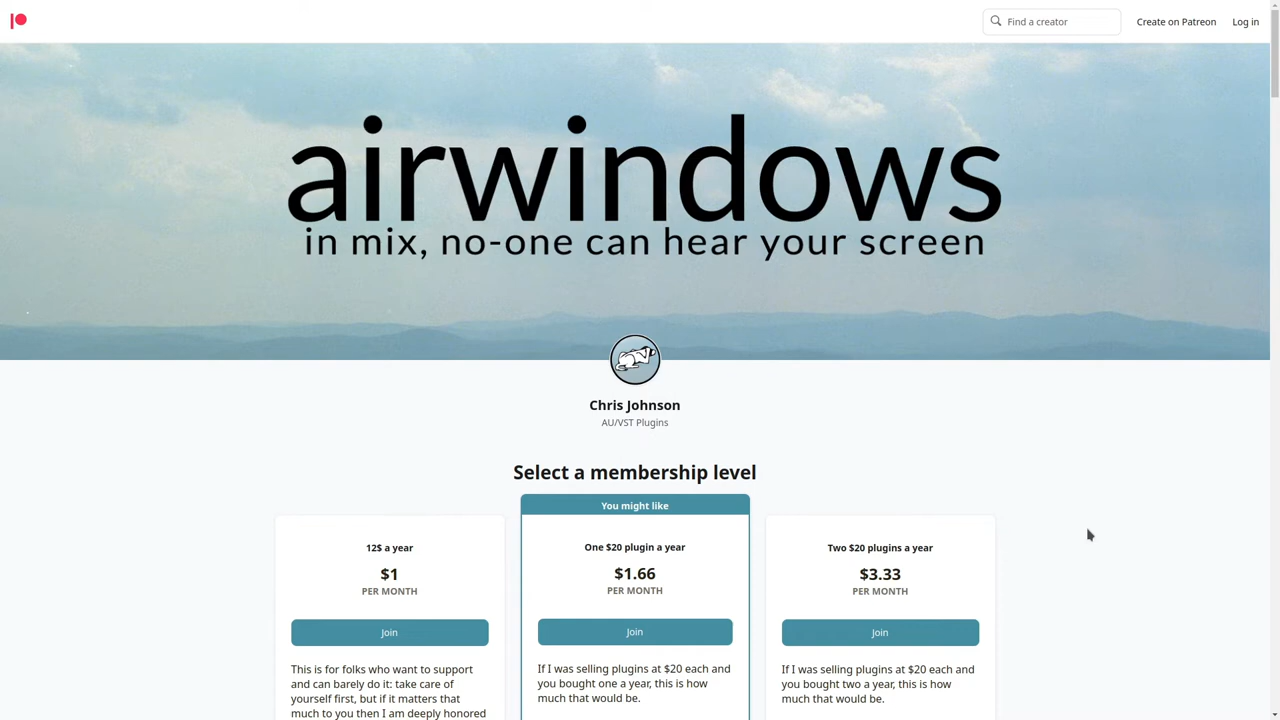 Find a creator
Create on Patreon
Log in
airwindows
in mix, no-one can hear your screen
Chris Johnson
AU/VST Plugins
Select a membership level
12$ a year
$1
PER MONTH
Join
This is for folks who want to support
and can barely do it: take care of
yourself first, but if it matters that
much to you then I am deeply honored
You might like
One $20 plugin a year
$1.66
PER MONTH
Join
If I was selling plugins at $20 each and
you bought one a year, this is how
much that would be.
Two $20 plugins a year
$3.33
PER MONTH
Join
If I was selling plugins at $20 each and
you bought two a year, this is how
much that would be.